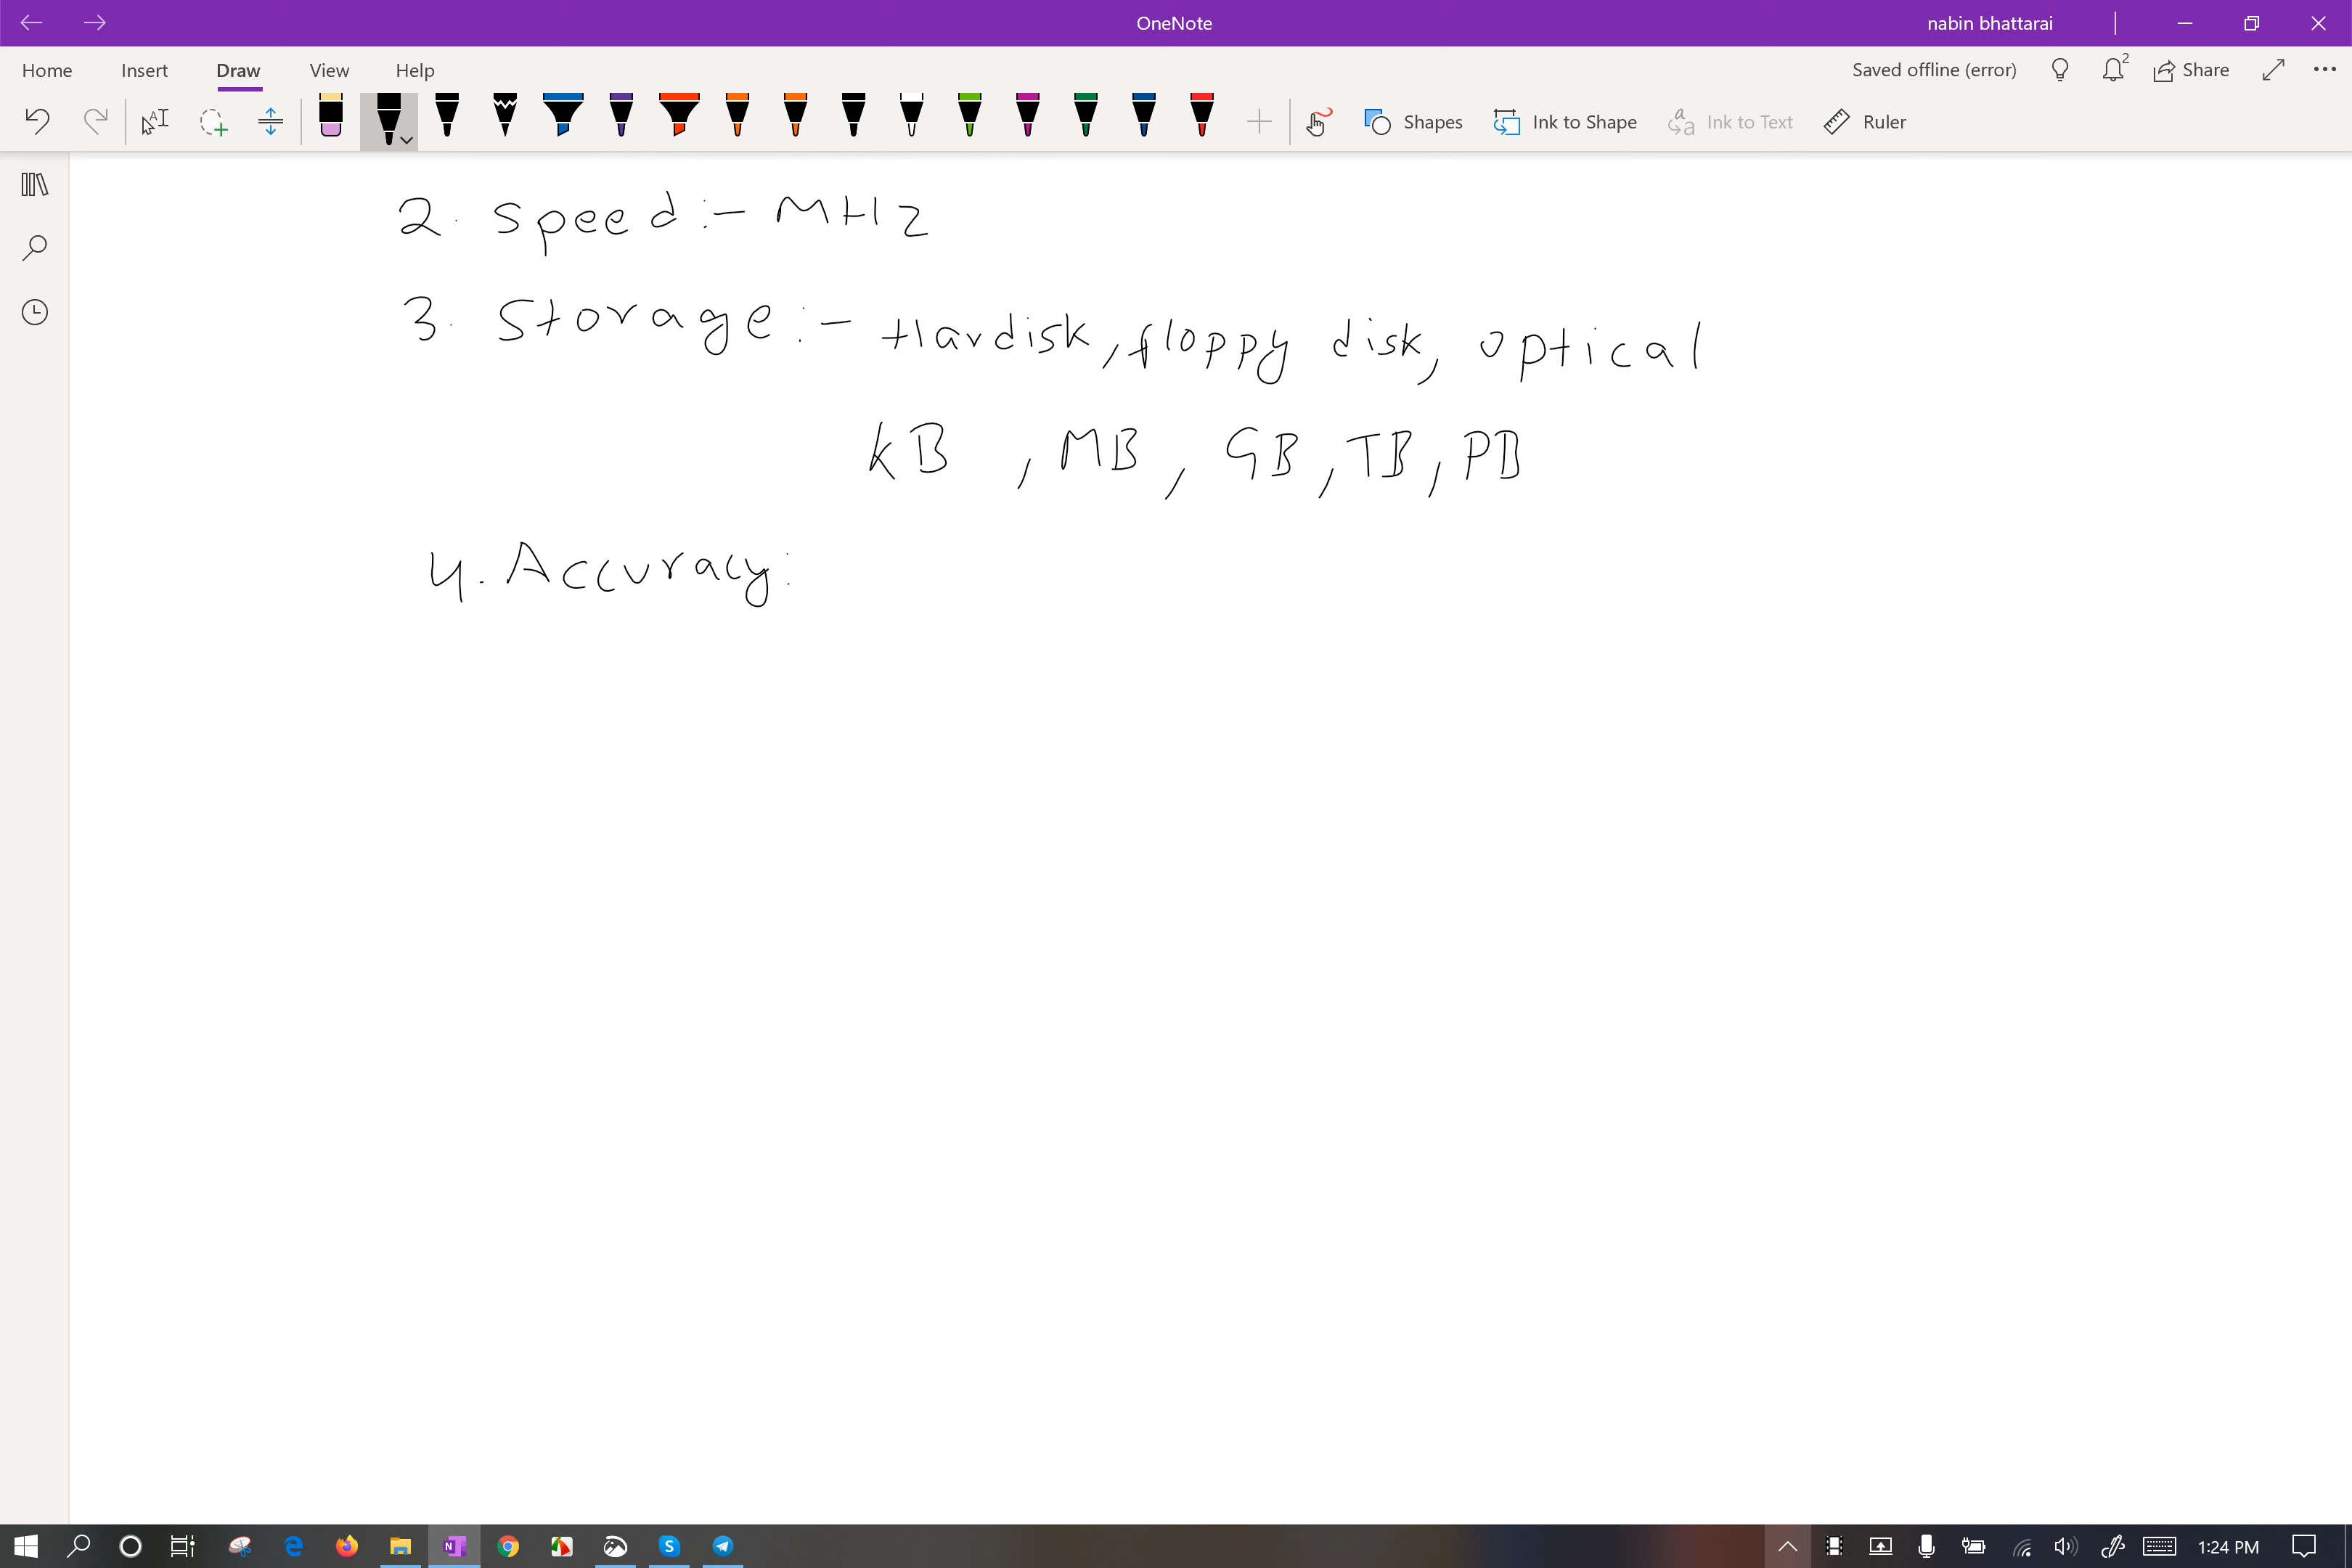 OneNote
nabin bhattarai
Home Insert Draw View Help
Saved offline (error) 2 Share
Shapes Ink to Shape Ink to Text Ruler
2. Speed :- MHz
3. Storage :- Hardisk, floppy disk, optical
KB , MB , GB , TB , PB
4. Accuracy :
1:24 PM